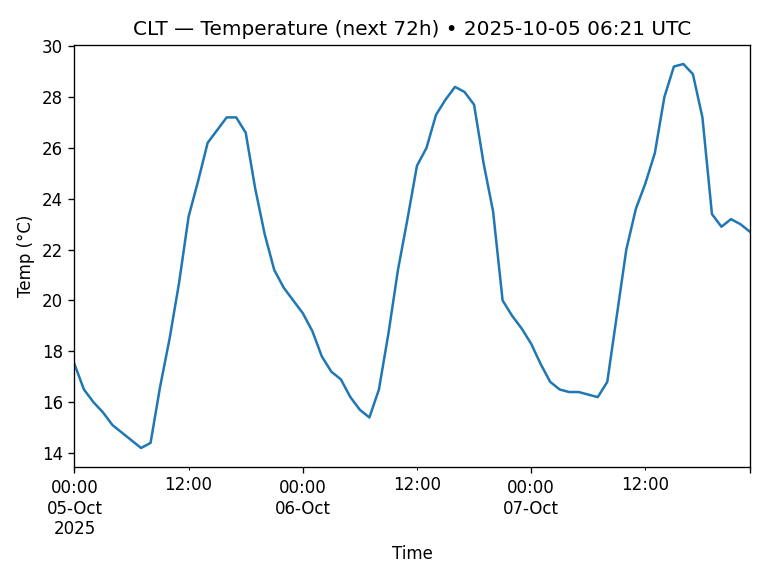 CLT — Temperature (next 72h) • 2025-10-05 06:21 UTC
30
28
26
24
22
20
18
16
14
Temp (°C)
00:00 12:00 00:00 12:00 00:00 12:00
05-Oct 06-Oct 07-Oct
2025
Time